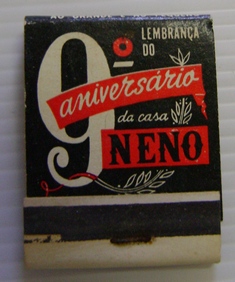 LEMBRANÇA
DO
9º
aniversário
da casa
NENO